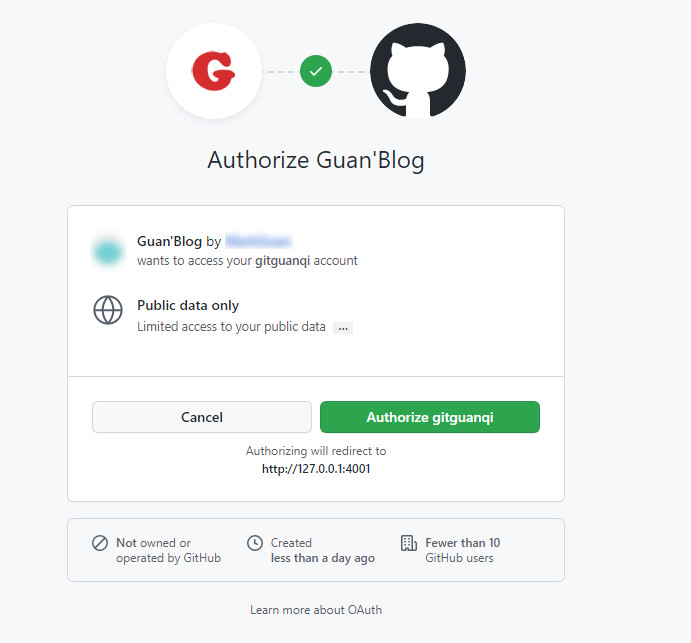 Authorize Guan'Blog
Guan'Blog by
wants to access your gitguanqi account
Public data only
Limited access to your public data ...
Cancel
Authorize gitguanqi
Authorizing will redirect to
http://127.0.0.1:4001
Not owned or
operated by GitHub
Created
less than a day ago
Fewer than 10
GitHub users
Learn more about OAuth